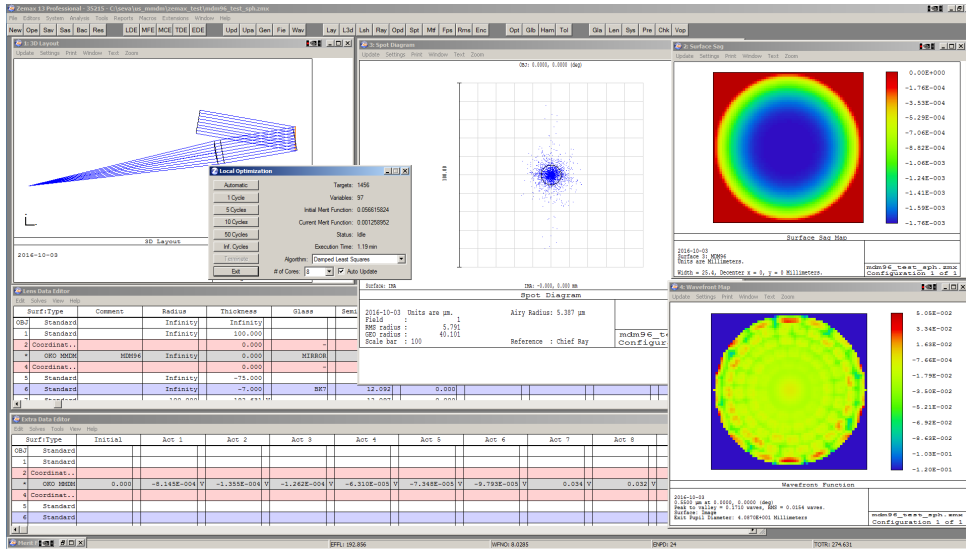 Zemax 13 Professional - 35215 - C:\seva\us_mmdm\zemax_test\mdm96_test_sph.zmx
File Editors System Analysis Tools Reports Macros Extensions Window Help
New Ope Sav Sas Bac Res LDE MFE MCE TDE EDE Upd Ups Gen Fie Wav Lay L3d Lsh Ray Opd Spt Mtf Fps Rms Enc Opt Glb Ham Tol Gla Len Sys Pre Chk Vop
1: 3D Layout
Update Settings Print Window Text Zoom
3D Layout
2016-10-03
3: Spot Diagram
Update Settings Print Window Text Zoom
OBJ: 0.0000, 0.0000 (deg)
100.00
Surface: IMA
IMA: -0.000, 0.000 mm
Spot Diagram
2016-10-03 Units are µm. Airy Radius: 5.387 µm
Field : 1
RMS radius : 5.791
GEO radius : 40.101
Scale bar : 100 Reference : Chief Ray
mdm96_te
Configur
2: Surface Sag
Update Settings Print Window Text Zoom
0.00E+000
-1.76E-004
-3.53E-004
-5.29E-004
-7.06E-004
-8.82E-004
-1.06E-003
-1.24E-003
-1.41E-003
-1.59E-003
-1.76E-003
Surface Sag Map
2016-10-03
Surface 3: MDM96
Units are Millimeters.
Width = 25.4, Decenter x = 0, y = 0 Millimeters.
mdm96_test_sph.zmx
Configuration 1 of 1
Local Optimization
Automatic Targets: 1456
1 Cycle Variables: 97
5 Cycles Initial Merit Function: 0.056615824
10 Cycles Current Merit Function: 0.001258952
50 Cycles Status: Idle
Inf. Cycles Execution Time: 1.19 min
Terminate Algorithm: Damped Least Squares
Exit # of Cores: 8 Auto Update
Lens Data Editor
Edit Solves View Help
Surf:Type Comment Radius Thickness Glass Semi
OBJ Standard Infinity Infinity
1 Standard Infinity 100.000
2 Coordinat.. 0.000 -
* OKO MMDM MDM96 Infinity 0.000 MIRROR
4 Coordinat.. 0.000 -
5 Standard Infinity -75.000
6 Standard Infinity -7.000 BK7 12.092 0.000
4: Wavefront Map
Update Settings Print Window Text Zoom
5.05E-002
3.34E-002
1.63E-002
-7.66E-004
-1.79E-002
-3.50E-002
-5.21E-002
-6.92E-002
-8.63E-002
-1.03E-001
-1.20E-001
Wavefront Function
2016-10-03
0.5500 µm at 0.0000, 0.0000 (deg)
Peak to valley = 0.1710 waves, RMS = 0.0154 waves.
Surface: Image
Exit Pupil Diameter: 4.0870E+001 Millimeters
mdm96_test_sph.zmx
Configuration 1 of 1
Extra Data Editor
Edit Solves Tools View Help
Surf:Type Initial Act 1 Act 2 Act 3 Act 4 Act 5 Act 6 Act 7 Act 8
OBJ Standard
1 Standard
2 Coordinat..
* OKO MMDM 0.000 -8.145E-004 V -1.355E-004 V -1.262E-004 V -6.310E-005 V -7.348E-005 V -9.793E-005 V 0.034 V 0.032 V
4 Coordinat..
5 Standard
6 Standard
EFFL: 192.856 WFNO: 8.0285 ENPD: 24 TOTR: 274.631